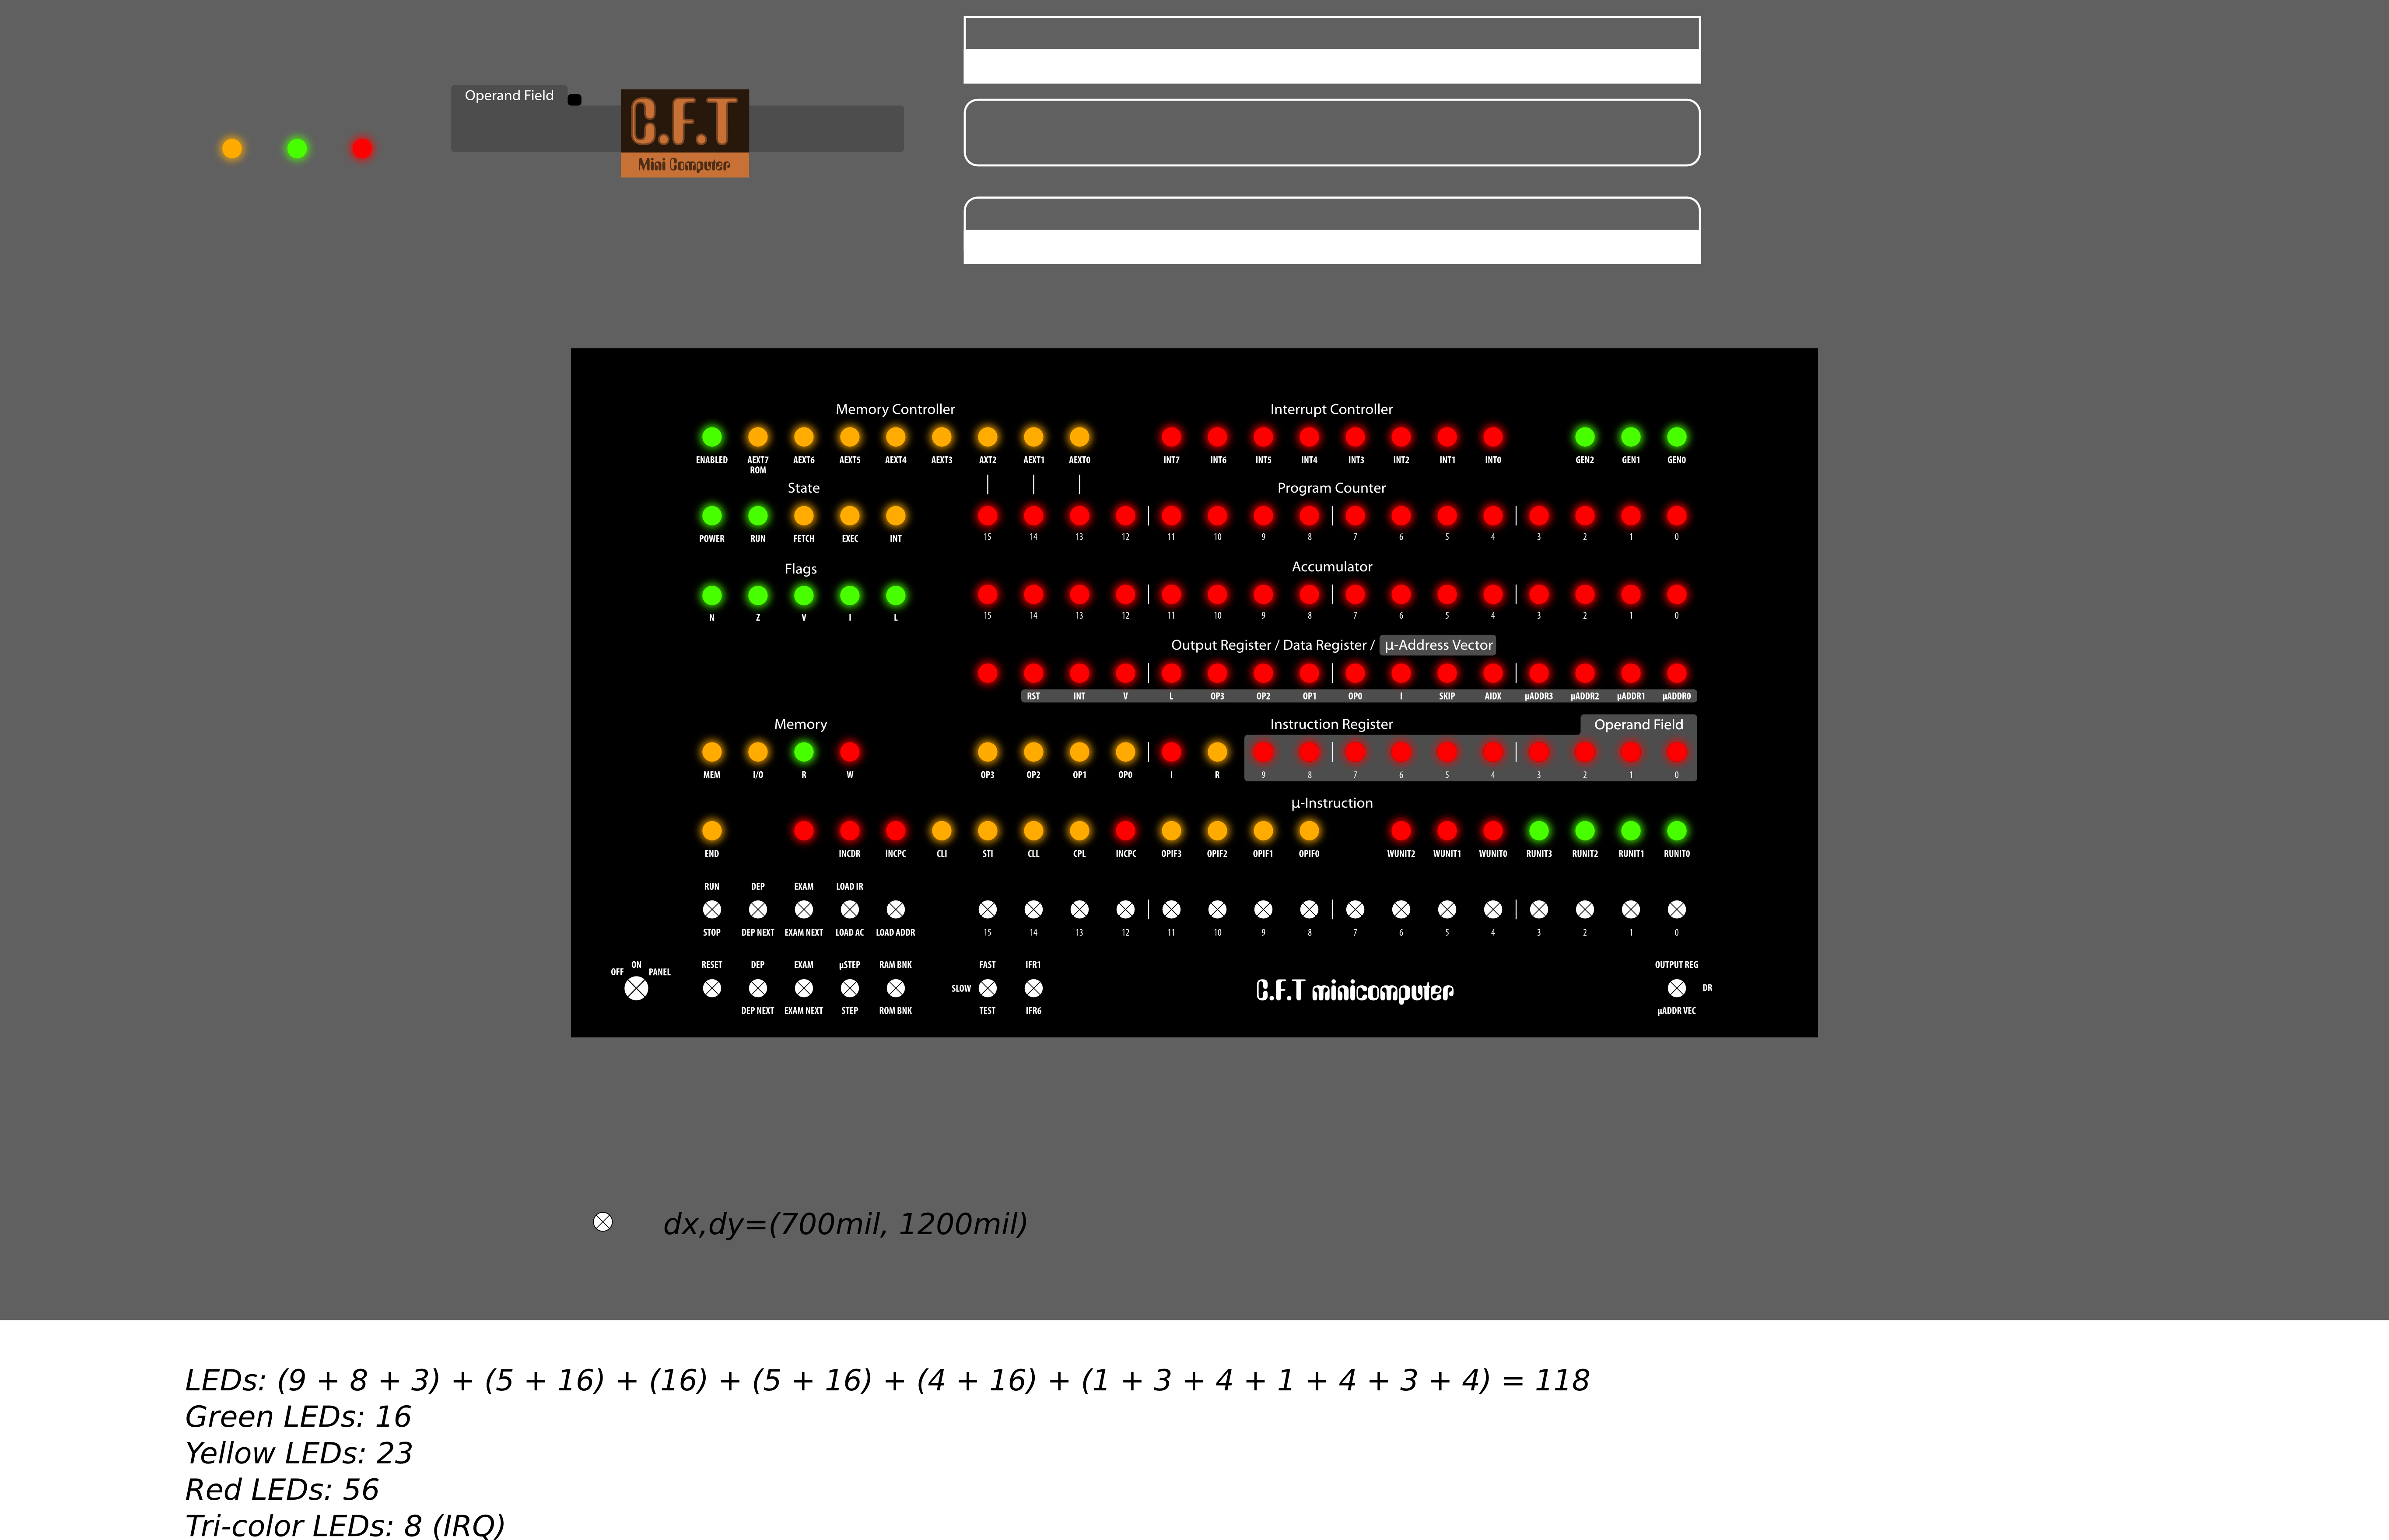 Operand Field
C.F.T
Mini Computer
Memory Controller Interrupt Controller
ENABLED AEXT7 AEXT6 AEXT5 AEXT4 AEXT3 AXT2 AEXT1 AEXT0 INT7 INT6 INT5 INT4 INT3 INT2 INT1 INT0 GEN2 GEN1 GEN0
ROM
State Program Counter
POWER RUN FETCH EXEC INT 15 14 13 12 11 10 9 8 7 6 5 4 3 2 1 0
Flags Accumulator
N Z V I L 15 14 13 12 11 10 9 8 7 6 5 4 3 2 1 0
Output Register / Data Register / µ-Address Vector
RST INT V L OP3 OP2 OP1 OP0 I SKIP AIDX µADDR3 µADDR2 µADDR1 µADDR0
Memory Instruction Register Operand Field
MEM I/O R W OP3 OP2 OP1 OP0 I R 9 8 7 6 5 4 3 2 1 0
µ-Instruction
END INCDR INCPC CLI STI CLL CPL INCPC OPIF3 OPIF2 OPIF1 OPIF0 WUNIT2 WUNIT1 WUNIT0 RUNIT3 RUNIT2 RUNIT1 RUNIT0
RUN DEP EXAM LOAD IR
STOP DEP NEXT EXAM NEXT LOAD AC LOAD ADDR 15 14 13 12 11 10 9 8 7 6 5 4 3 2 1 0
OFF ON PANEL RESET DEP EXAM µSTEP RAM BNK FAST IFR1 OUTPUT REG
SLOW C.F.T minicomputer DR
DEP NEXT EXAM NEXT STEP ROM BNK TEST IFR6 µADDR VEC
dx,dy=(700mil, 1200mil)
LEDs: (9 + 8 + 3) + (5 + 16) + (16) + (5 + 16) + (4 + 16) + (1 + 3 + 4 + 1 + 4 + 3 + 4) = 118
Green LEDs: 16
Yellow LEDs: 23
Red LEDs: 56
Tri-color LEDs: 8 (IRQ)